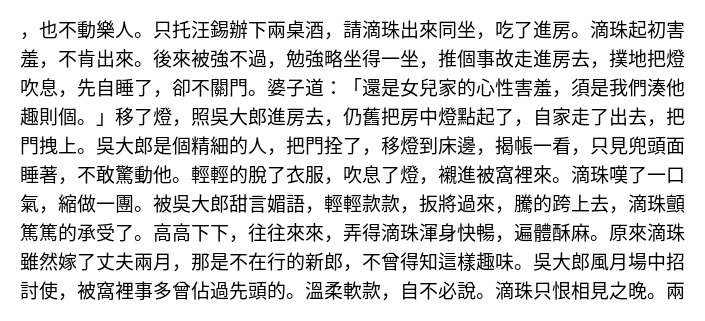 ，也不動樂人。只托汪錫辦下兩桌酒，請滴珠出來同坐，吃了進房。滴珠起初害
羞，不肯出來。後來被強不過，勉強略坐得一坐，推個事故走進房去，撲地把燈
吹息，先自睡了，卻不關門。婆子道：「還是女兒家的心性害羞，須是我們湊他
趣則個。」移了燈，照吳大郎進房去，仍舊把房中燈點起了，自家走了出去，把
門拽上。吳大郎是個精細的人，把門拴了，移燈到床邊，揭帳一看，只見兜頭面
睡著，不敢驚動他。輕輕的脫了衣服，吹息了燈，襯進被窩裡來。滴珠嘆了一口
氣，縮做一團。被吳大郎甜言媚語，輕輕款款，扳將過來，騰的跨上去，滴珠顫
篤篤的承受了。高高下下，往往來來，弄得滴珠渾身快暢，遍體酥麻。原來滴珠
雖然嫁了丈夫兩月，那是不在行的新郎，不曾得知這樣趣味。吳大郎風月場中招
討使，被窩裡事多曾佔過先頭的。溫柔軟款，自不必說。滴珠只恨相見之晚。兩